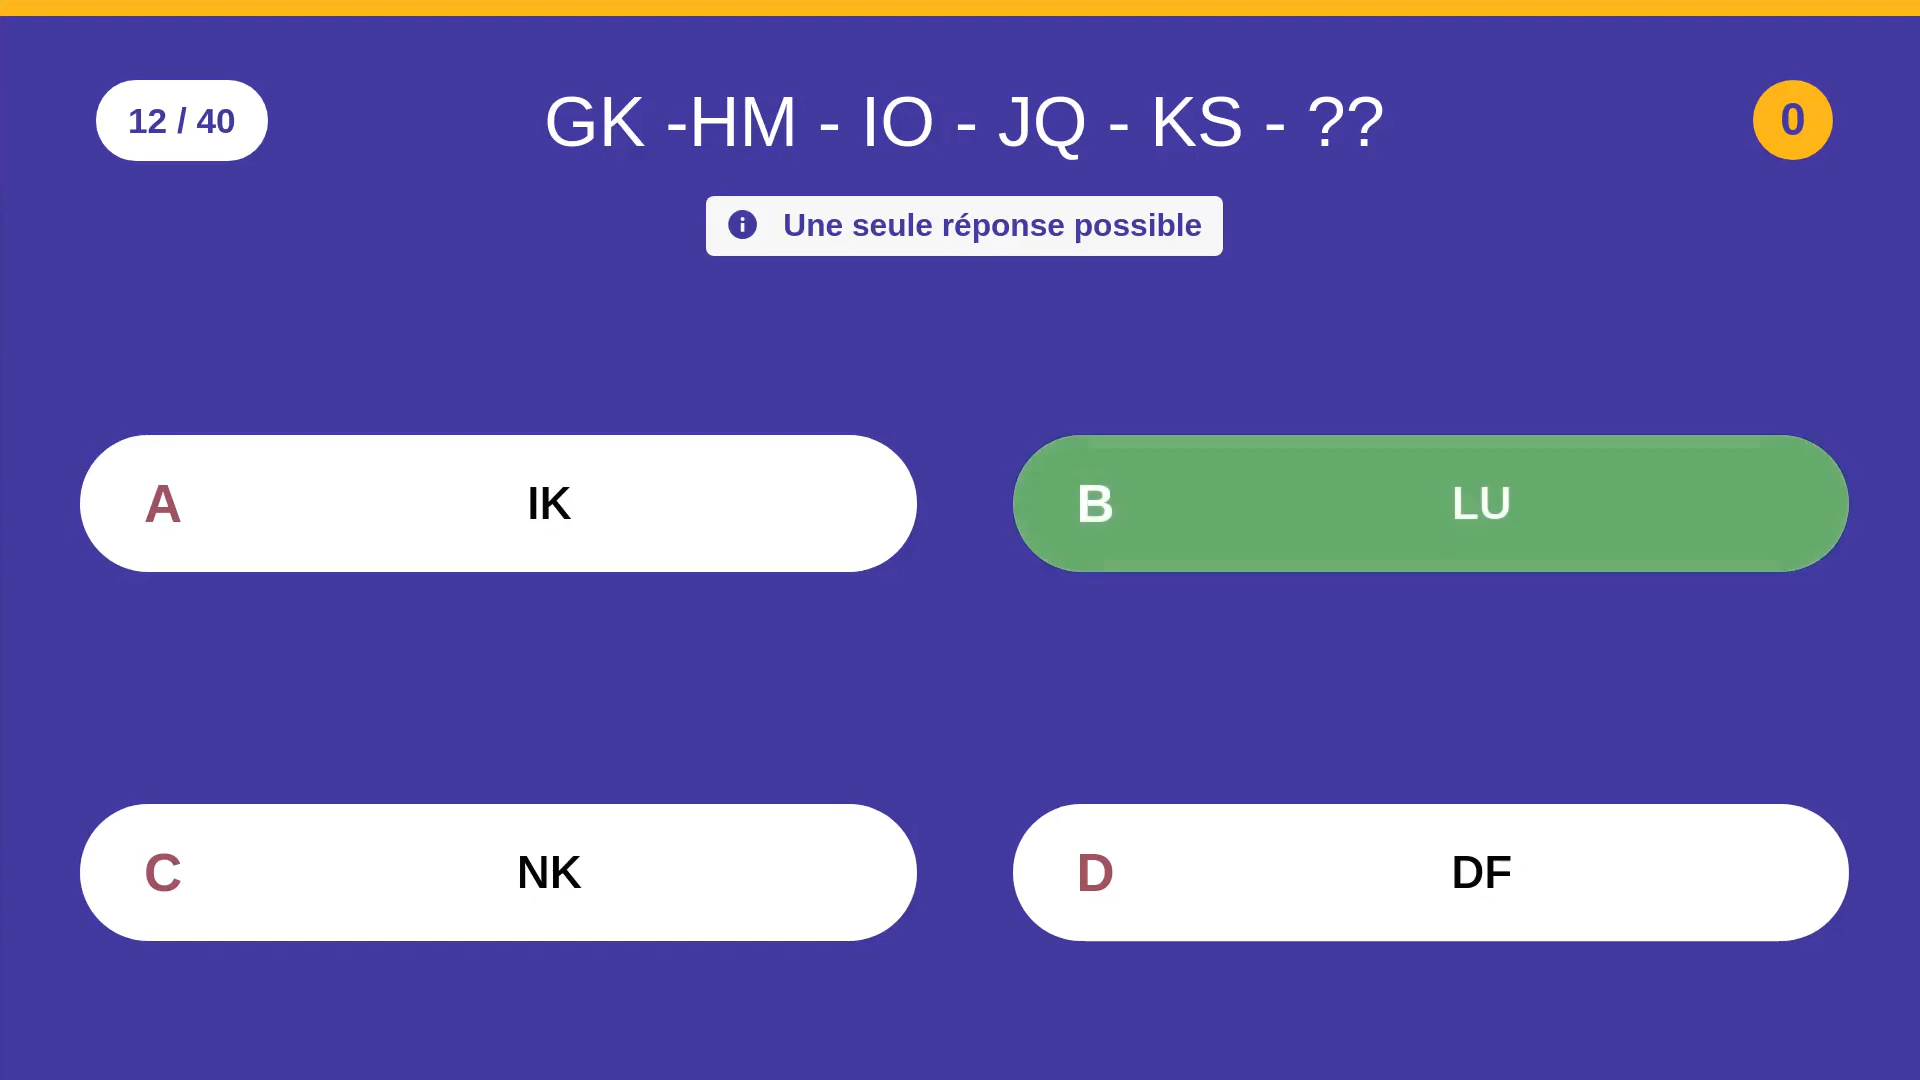 12 / 40
GK -HM - IO - JQ - KS - ??
0
Une seule réponse possible
A IK
B LU
C NK
D DF